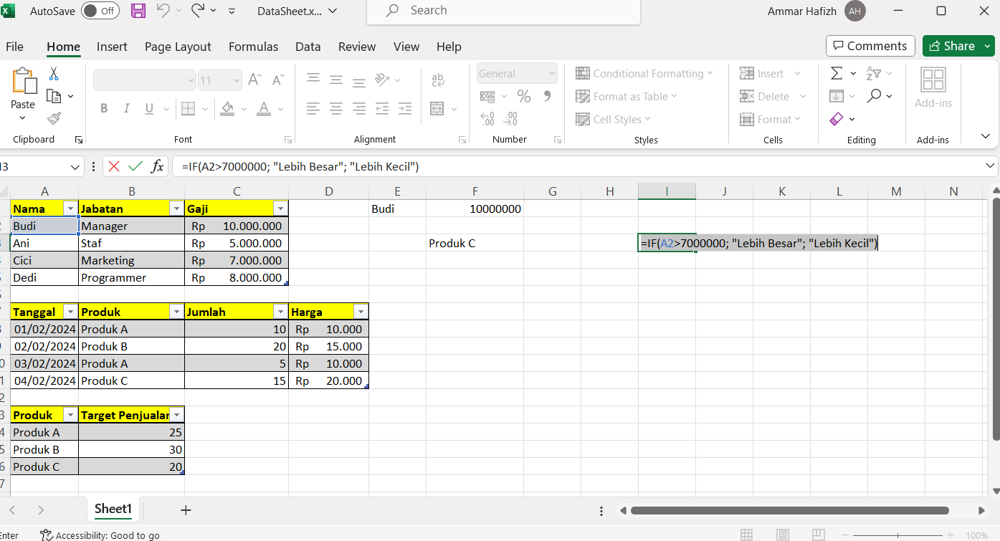 AutoSave Off DataSheet.x... Search Ammar Hafizh AH
File Home Insert Page Layout Formulas Data Review View Help Comments Share
Paste 11 General Conditional Formatting Insert
Format as Table Delete
Cell Styles Format Add-ins
Clipboard Font Alignment Number Styles Cells Editing Add-ins
fx =IF(A2>7000000; "Lebih Besar"; "Lebih Kecil")
A B C D E F G H I J K L M N
Nama Jabatan Gaji Budi 10000000
Budi Manager Rp 10.000.000
Ani Staf Rp 5.000.000 Produk C =IF(A2>7000000; "Lebih Besar"; "Lebih Kecil")
Cici Marketing Rp 7.000.000
Dedi Programmer Rp 8.000.000
Tanggal Produk Jumlah Harga
01/02/2024 Produk A 10 Rp 10.000
02/02/2024 Produk B 20 Rp 15.000
03/02/2024 Produk A 5 Rp 10.000
04/02/2024 Produk C 15 Rp 20.000
Produk Target Penjualan
Produk A 25
Produk B 30
Produk C 20
Sheet1
Accessibility: Good to go 100%